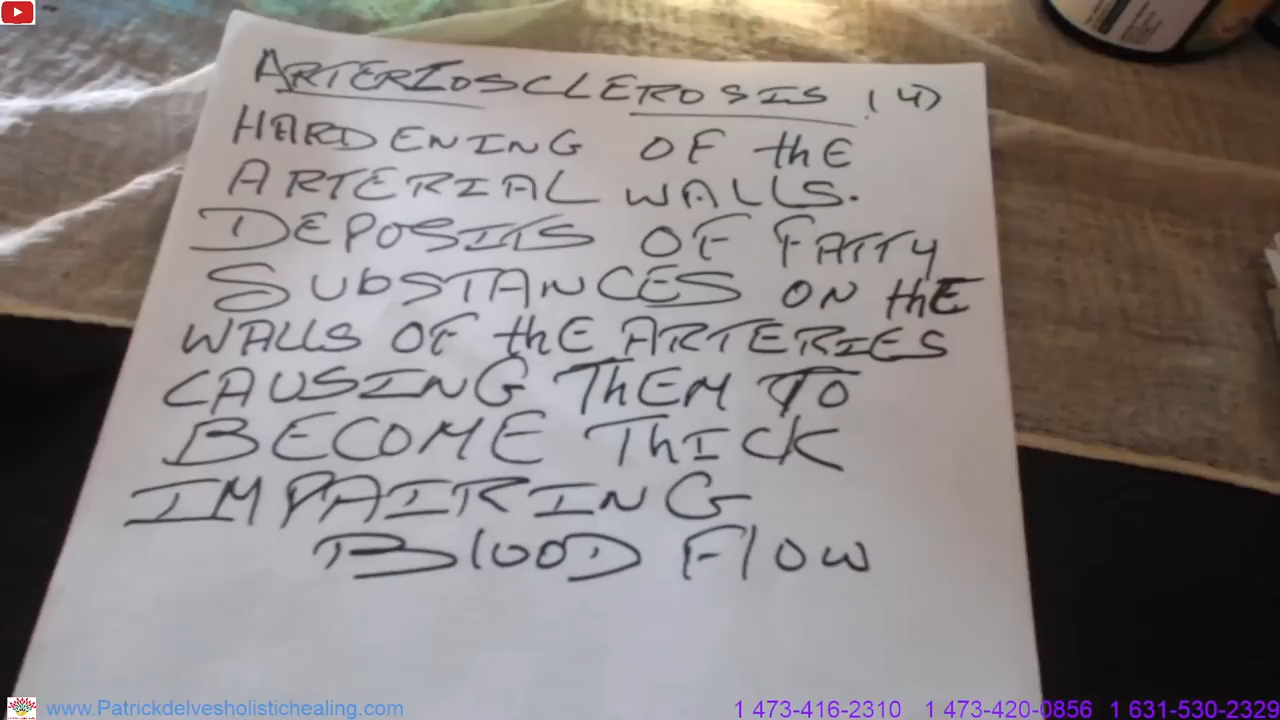 ARTERIOSCLEROSIS (4)
HARDENING OF thE
ARTERIAL WALLS.
DEPOSITS OF FATTY
SUBSTANCES ON thE
WALLS OF thE ARTERIES
CAUSING ThEM TO
BECOME ThICK
IMPAIRING
BlOOD FlOW
www.Patrickdelvesholistichealing.com
1 473-416-2310 1 473-420-0856 1 631-530-2329